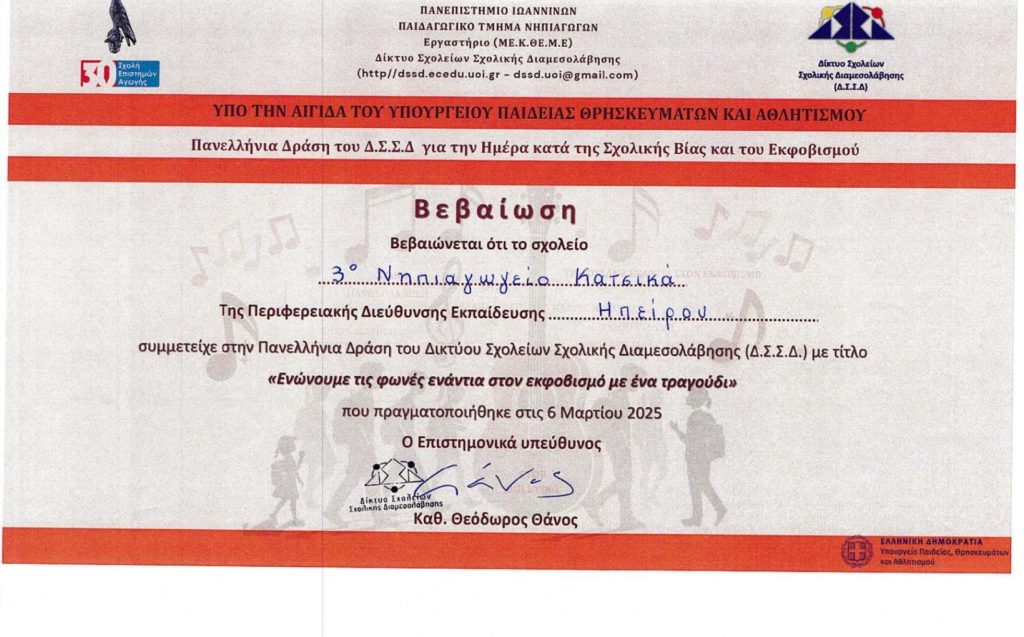 ΠΑΝΕΠΙΣΤΗΜΙΟ ΙΩΑΝΝΙΝΩΝ
ΠΑΙΔΑΓΩΓΙΚΟ ΤΜΗΜΑ ΝΗΠΙΑΓΩΓΩΝ
Εργαστήριο (ΜΕ.Κ.ΘΕ.Μ.Ε)
Δίκτυο Σχολείων Σχολικής Διαμεσολάβησης
(http//dssd.ecedu.uoi.gr – dssd.uoi@gmail.com)
30 Σχολή
Επιστημών
Αγωγής
Δίκτυο Σχολείων
Σχολικής Διαμεσολάβησης
(Δ.Σ.Σ.Δ)
ΥΠΟ ΤΗΝ ΑΙΓΙΔΑ ΤΟΥ ΥΠΟΥΡΓΕΙΟΥ ΠΑΙΔΕΙΑΣ ΘΡΗΣΚΕΥΜΑΤΩΝ ΚΑΙ ΑΘΛΗΤΙΣΜΟΥ
Πανελλήνια Δράση του Δ.Σ.Σ.Δ για την Ημέρα κατά της Σχολικής Βίας και του Εκφοβισμού
Βεβαίωση
Βεβαιώνεται ότι το σχολείο
3° Νηπιαγωγείο Κατσικά
Της Περιφερειακής Διεύθυνσης Εκπαίδευσης Ηπείρου
συμμετείχε στην Πανελλήνια Δράση του Δικτύου Σχολείων Σχολικής Διαμεσολάβησης (Δ.Σ.Σ.Δ.) με τίτλο
«Ενώνουμε τις φωνές ενάντια στον εκφοβισμό με ένα τραγούδι»
που πραγματοποιήθηκε στις 6 Μαρτίου 2025
Ο Επιστημονικά υπεύθυνος
Δίκτυο Σχολείων
Σχολικής Διαμεσολάβησης
Καθ. Θεόδωρος Θάνος
ΕΛΛΗΝΙΚΗ ΔΗΜΟΚΡΑΤΙΑ
Υπουργείο Παιδείας, Θρησκευμάτων
και Αθλητισμού